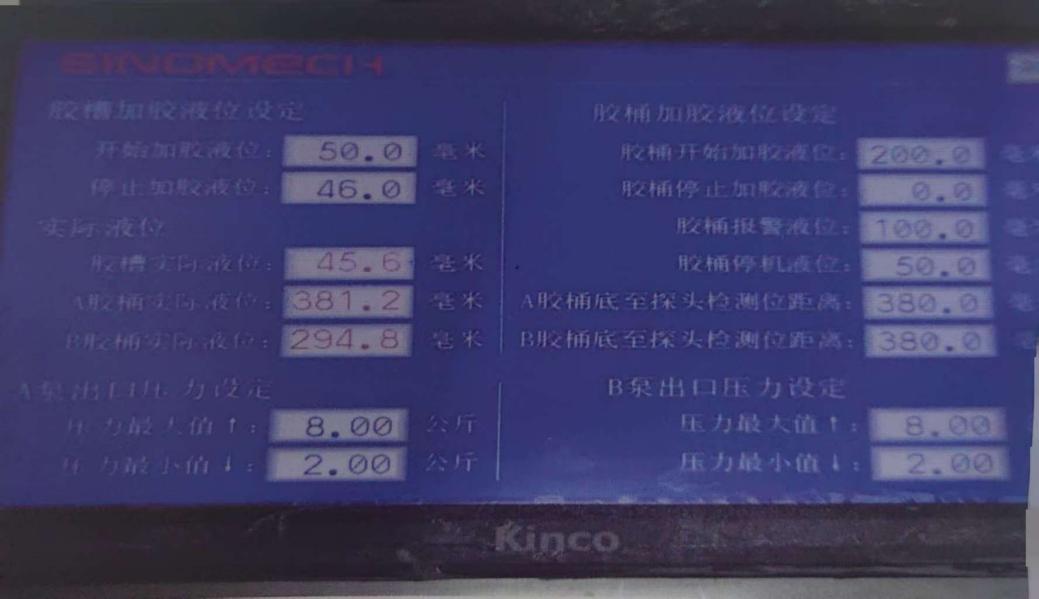 SINOMECH
胶槽加胶液位设定
开始加胶液位: 50.0 毫米
停止加胶液位: 46.0 毫米
实际液位
胶槽实际液位: 45.6 毫米
A胶桶实际液位: 381.2 毫米
B胶桶实际液位: 294.8 毫米
A泵出口压力设定
压力最大值↑: 8.00 公斤
压力最小值↓: 2.00 公斤
胶桶加胶液位设定
胶桶开始加胶液位: 200.0 毫米
胶桶停止加胶液位: 0.0 毫米
胶桶报警液位: 100.0 毫
胶桶停机液位: 50.0 毫
A胶桶底至探头检测位距离: 380.0 毫
B胶桶底至探头检测位距离: 380.0 毫
B泵出口压力设定
压力最大值↑: 8.00
压力最小值↓: 2.00
Kinco